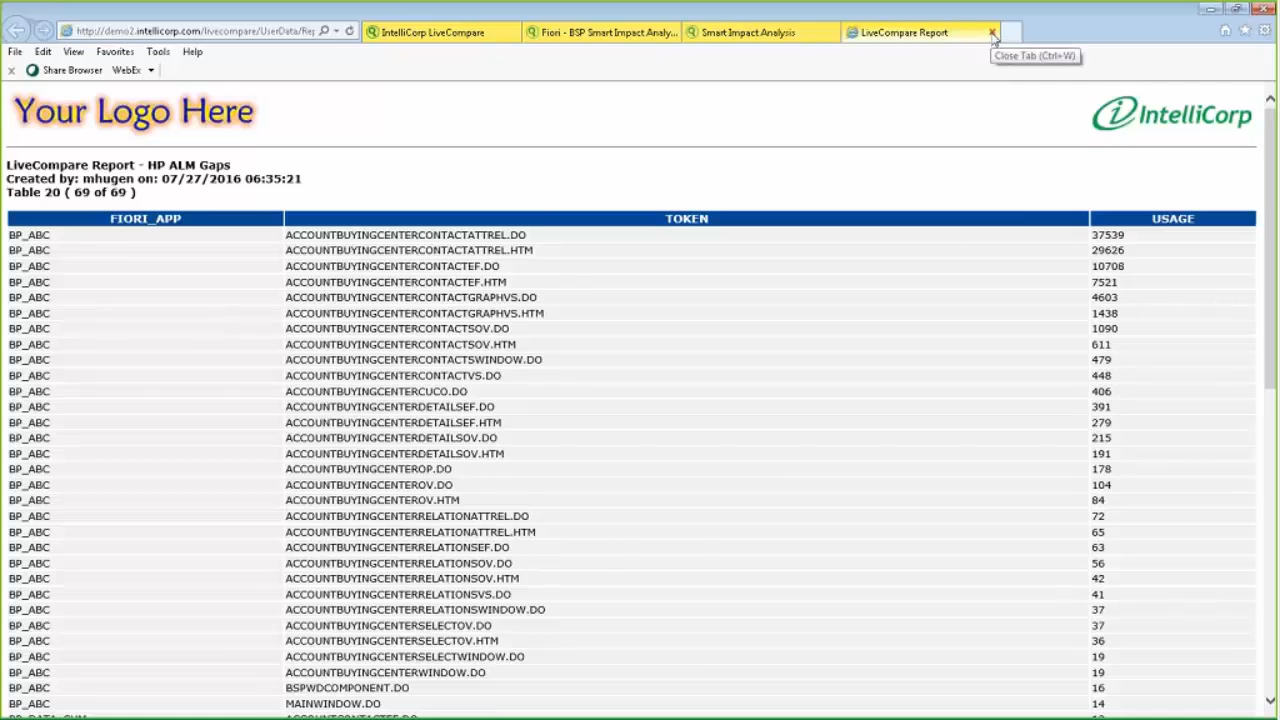 http://demo2.intellicorp.com/livecompare/UserData/Rep
IntelliCorp LiveCompare
Fiori - BSP Smart Impact Analy...
Smart Impact Analysis
LiveCompare Report
File Edit View Favorites Tools Help
Close Tab (Ctrl+W)
x Share Browser WebEx
Your Logo Here
IntelliCorp
LiveCompare Report - HP ALM Gaps
Created by: mhugen on: 07/27/2016 06:35:21
Table 20 ( 69 of 69 )
FIORI_APP TOKEN USAGE
BP_ABC ACCOUNTBUYINGCENTERCONTACTATTREL.DO 37539
BP_ABC ACCOUNTBUYINGCENTERCONTACTATTREL.HTM 29626
BP_ABC ACCOUNTBUYINGCENTERCONTACTEF.DO 10708
BP_ABC ACCOUNTBUYINGCENTERCONTACTEF.HTM 7521
BP_ABC ACCOUNTBUYINGCENTERCONTACTGRAPHVS.DO 4603
BP_ABC ACCOUNTBUYINGCENTERCONTACTGRAPHVS.HTM 1438
BP_ABC ACCOUNTBUYINGCENTERCONTACTSOV.DO 1090
BP_ABC ACCOUNTBUYINGCENTERCONTACTSOV.HTM 611
BP_ABC ACCOUNTBUYINGCENTERCONTACTSWINDOW.DO 479
BP_ABC ACCOUNTBUYINGCENTERCONTACTVS.DO 448
BP_ABC ACCOUNTBUYINGCENTERCUCO.DO 406
BP_ABC ACCOUNTBUYINGCENTERDETAILSEF.DO 391
BP_ABC ACCOUNTBUYINGCENTERDETAILSEF.HTM 279
BP_ABC ACCOUNTBUYINGCENTERDETAILSOV.DO 215
BP_ABC ACCOUNTBUYINGCENTERDETAILSOV.HTM 191
BP_ABC ACCOUNTBUYINGCENTEROP.DO 178
BP_ABC ACCOUNTBUYINGCENTEROV.DO 104
BP_ABC ACCOUNTBUYINGCENTEROV.HTM 84
BP_ABC ACCOUNTBUYINGCENTERRELATIONATTREL.DO 72
BP_ABC ACCOUNTBUYINGCENTERRELATIONATTREL.HTM 65
BP_ABC ACCOUNTBUYINGCENTERRELATIONSEF.DO 63
BP_ABC ACCOUNTBUYINGCENTERRELATIONSOV.DO 56
BP_ABC ACCOUNTBUYINGCENTERRELATIONSOV.HTM 42
BP_ABC ACCOUNTBUYINGCENTERRELATIONSVS.DO 41
BP_ABC ACCOUNTBUYINGCENTERRELATIONSWINDOW.DO 37
BP_ABC ACCOUNTBUYINGCENTERSELECTOV.DO 37
BP_ABC ACCOUNTBUYINGCENTERSELECTOV.HTM 36
BP_ABC ACCOUNTBUYINGCENTERSELECTWINDOW.DO 19
BP_ABC ACCOUNTBUYINGCENTERWINDOW.DO 19
BP_ABC BSPWDCOMPONENT.DO 16
BP_ABC MAINWINDOW.DO 14